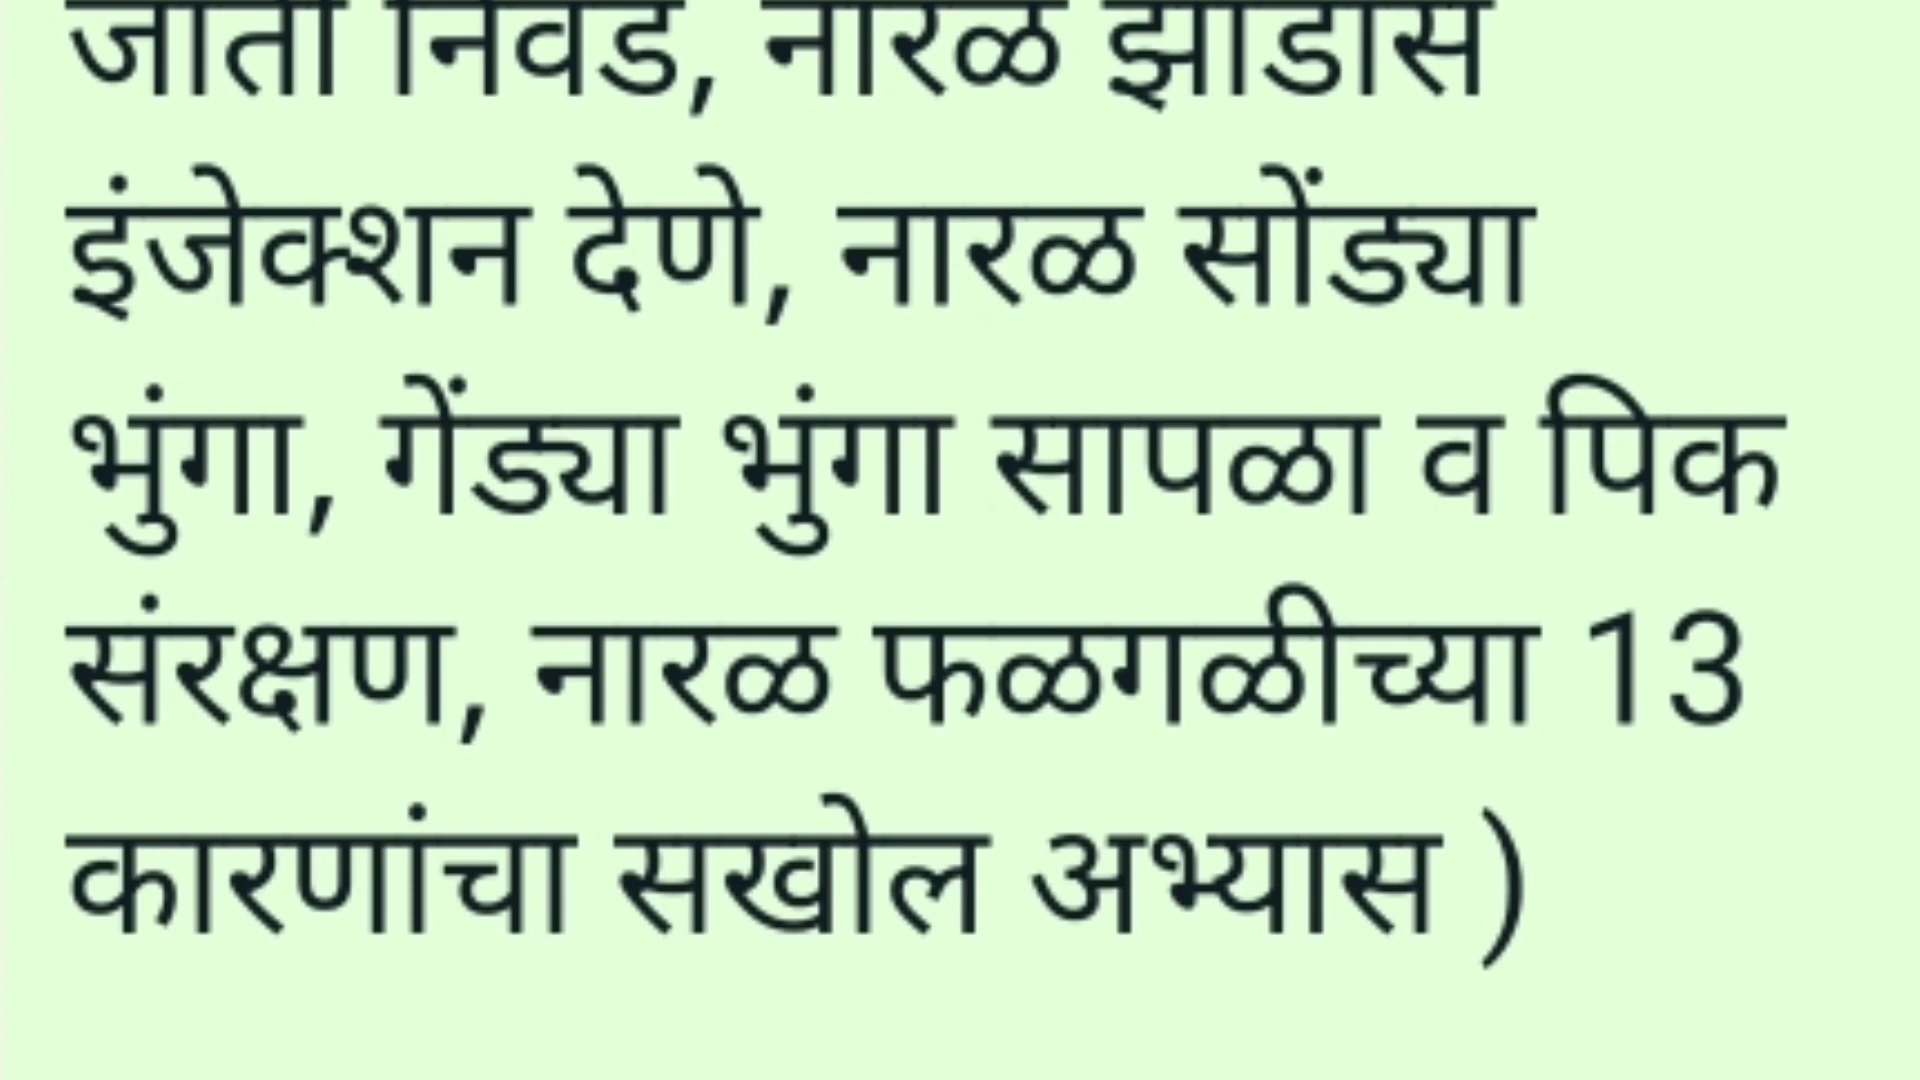 जाती निवड, नारळ झाडास
इंजेक्शन देणे, नारळ सोंड्या
भुंगा, गेंड्या भुंगा सापळा व पिक
संरक्षण, नारळ फळगळीच्या 13
कारणांचा सखोल अभ्यास )